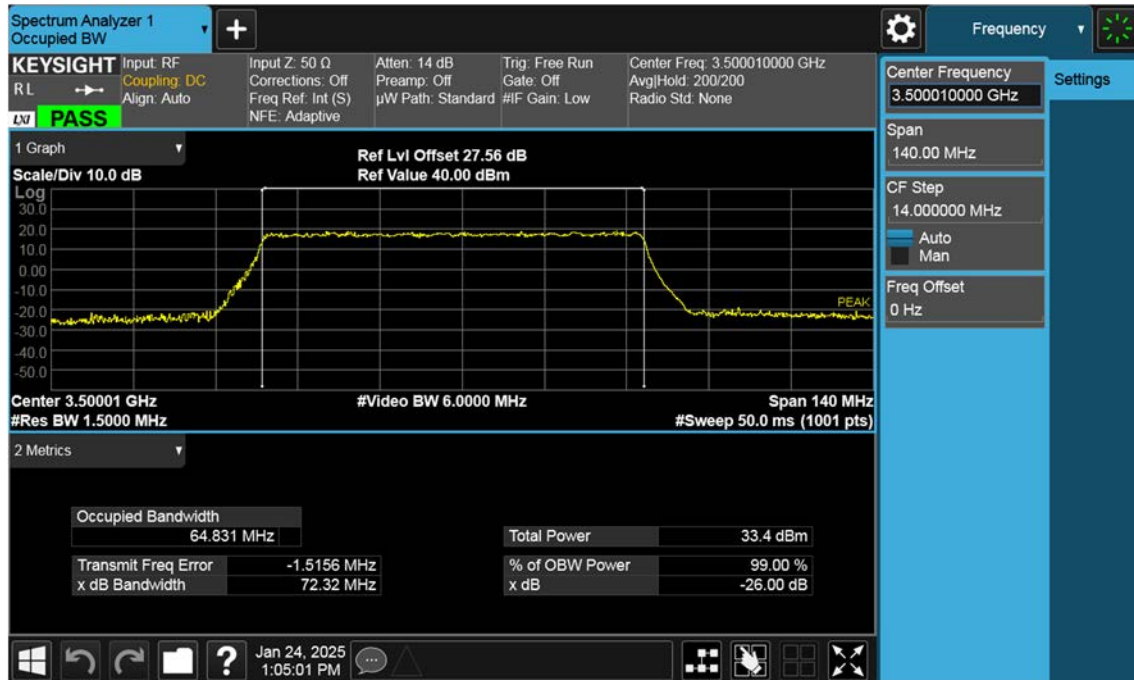 Spectrum Analyzer 1
Occupied BW
+
Frequency
KEYSIGHT
RL
LXI PASS
Input: RF
Coupling: DC
Align: Auto
Input Z: 50 Ω
Corrections: Off
Freq Ref: Int (S)
NFE: Adaptive
Atten: 14 dB
Preamp: Off
µW Path: Standard
Trig: Free Run
Gate: Off
#IF Gain: Low
Center Freq: 3.500010000 GHz
Avg|Hold: 200/200
Radio Std: None
1 Graph
Scale/Div 10.0 dB
Ref Lvl Offset 27.56 dB
Ref Value 40.00 dBm
Log
30.0
20.0
10.0
0.00
-10.0
-20.0
-30.0
-40.0
-50.0
PEAK
Center 3.50001 GHz
#Video BW 6.0000 MHz
Span 140 MHz
#Res BW 1.5000 MHz
#Sweep 50.0 ms (1001 pts)
2 Metrics
Occupied Bandwidth
64.831 MHz
Total Power 33.4 dBm
Transmit Freq Error -1.5156 MHz
% of OBW Power 99.00 %
x dB Bandwidth 72.32 MHz
x dB -26.00 dB
?
Jan 24, 2025
1:05:01 PM
Center Frequency
3.500010000 GHz
Settings
Span
140.00 MHz
CF Step
14.000000 MHz
Auto
Man
Freq Offset
0 Hz